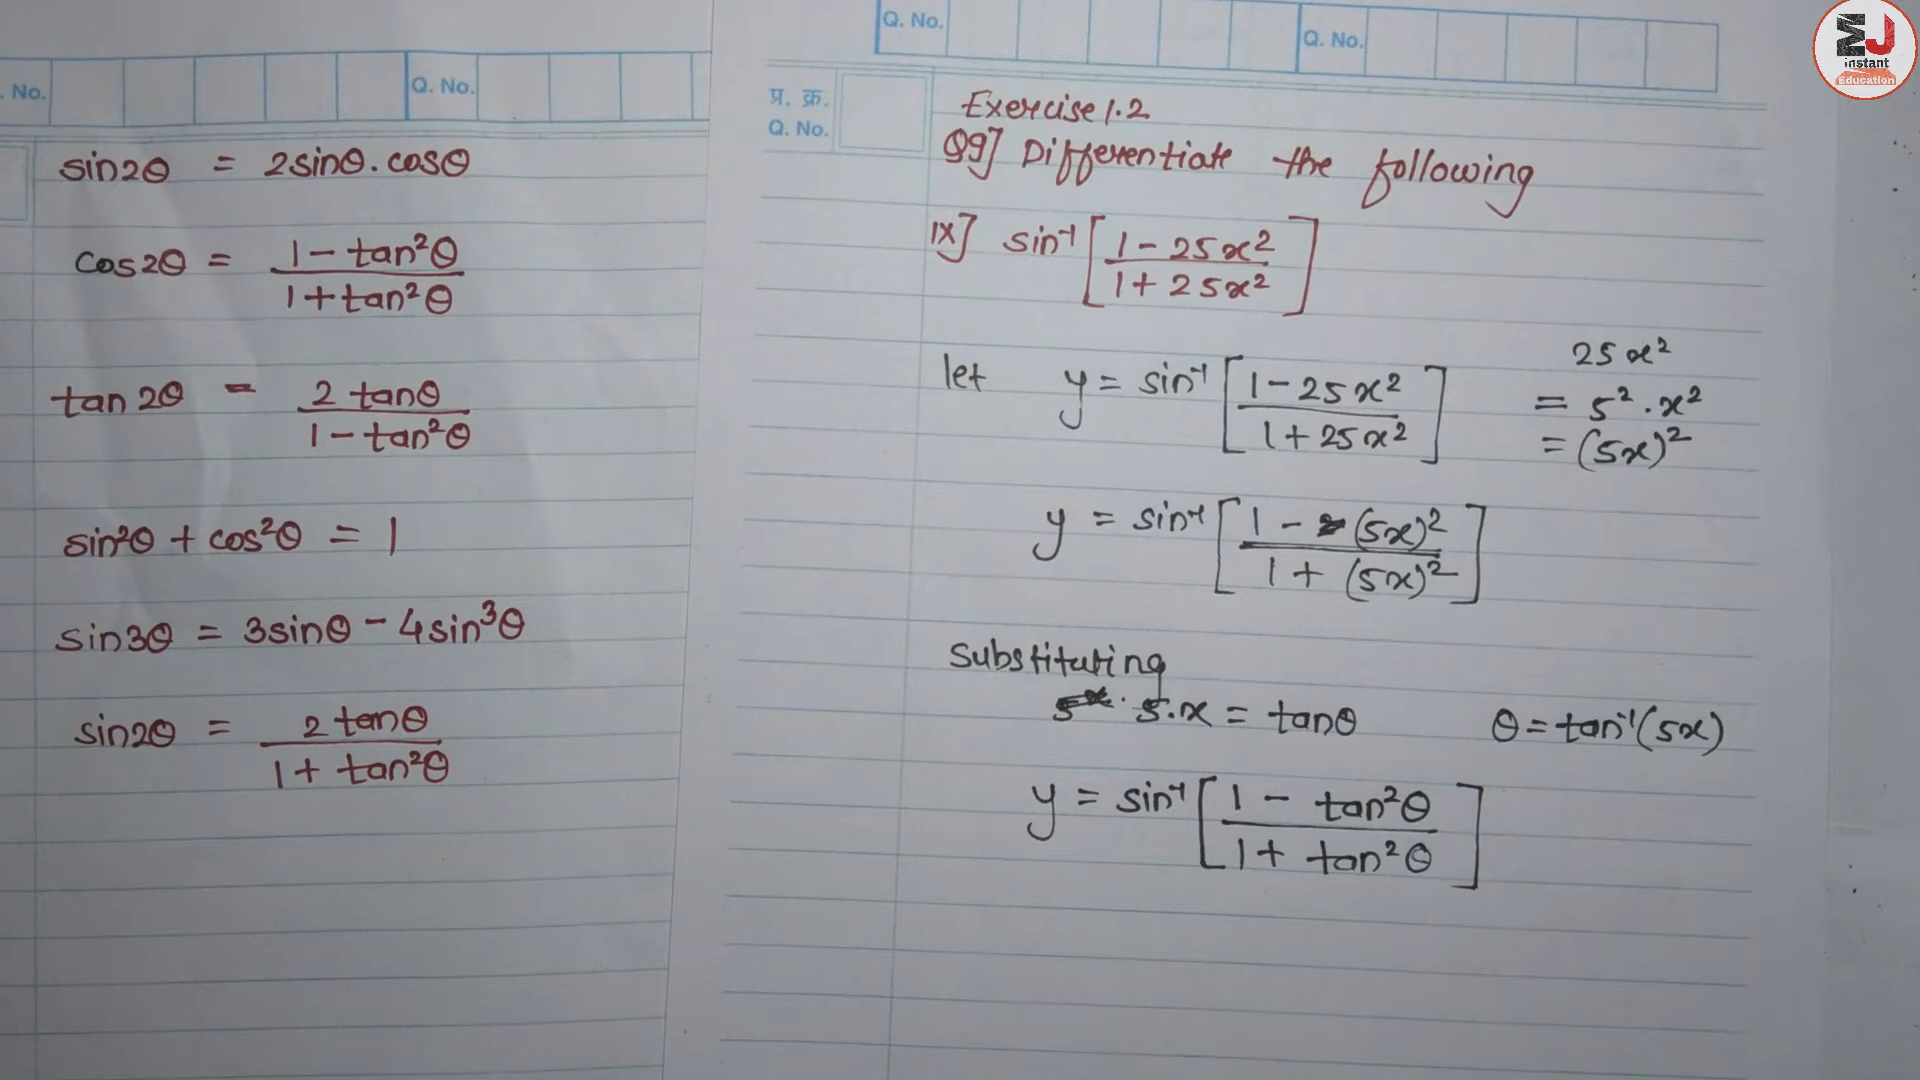 . No.
Q. No.
sin2θ = 2sinθ.cosθ
cos2θ = 1 - tan²θ
1 + tan²θ
tan 2θ = 2 tanθ
1 - tan²θ
sin²θ + cos²θ = 1
sin3θ = 3sinθ - 4sin³θ
sin2θ = 2 tanθ
1 + tan²θ
Q. No.
Q. No.
प्र. क्र.
Q. No.
Exercise 1.2
Q9] Differentiate the following
IX] sin⁻¹ [ 1 - 25x²
1 + 25x² ]
let y = sin⁻¹ [ 1 - 25x²
1 + 25x² ]
25x²
= 5² . x²
= (5x)²
y = sin⁻¹ [ 1 - (5x)²
1 + (5x)² ]
Substituting
5.x = tanθ θ = tan⁻¹(5x)
y = sin⁻¹ [ 1 - tan²θ
1 + tan²θ ]
MJ
instant
Education